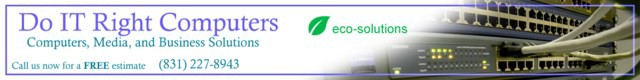 Do IT Right Computers
Computers, Media, and Business Solutions
Call us now for a FREE estimate (831) 227-8943
eco-solutions